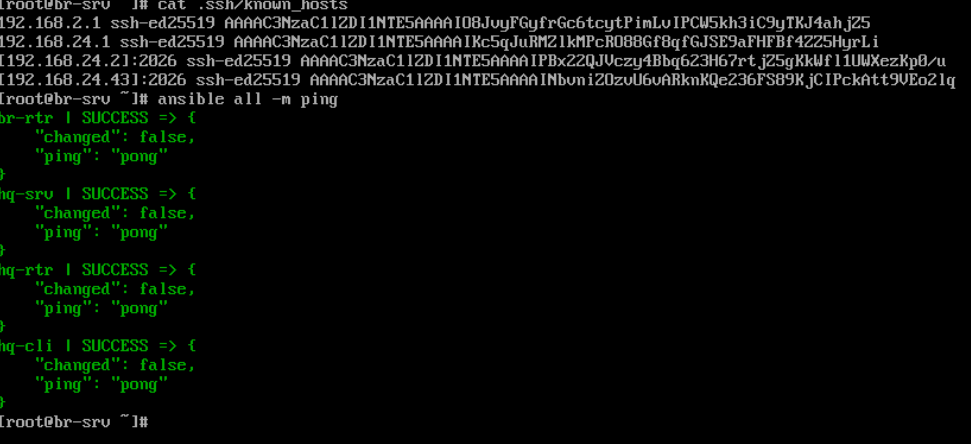 [root@br-srv ~]# cat .ssh/known_hosts
192.168.2.1 ssh-ed25519 AAAAC3NzaC1lZDI1NTE5AAAAIO8JvyFGyfrGc6tcytPimLvIPCW5kh3iC9yTKJ4ahjZ5
192.168.24.1 ssh-ed25519 AAAAC3NzaC1lZDI1NTE5AAAAIKc5qJuRMZlkMPcRO88Gf8qfGJSE9aFHFBf4ZZ5HyrLi
[192.168.24.2]:2026 ssh-ed25519 AAAAC3NzaC1lZDI1NTE5AAAAIPBx22QJVczy4Bbq623H67rtjZ5gKkWfl1UWXezKp0/u
192.168.24.43 ssh-ed25519 AAAAC3NzaC1lZDI1NTE5AAAAINbvniZOzvU6vARknKQe236FS89KjCIPckAtt9VEo2lq
[root@br-srv ~]# ansible all -m ping
br-rtr | SUCCESS => {
    "changed": false,
    "ping": "pong"
}
hq-srv | SUCCESS => {
    "changed": false,
    "ping": "pong"
}
hq-rtr | SUCCESS => {
    "changed": false,
    "ping": "pong"
}
hq-cli | SUCCESS => {
    "changed": false,
    "ping": "pong"
}
[root@br-srv ~]#